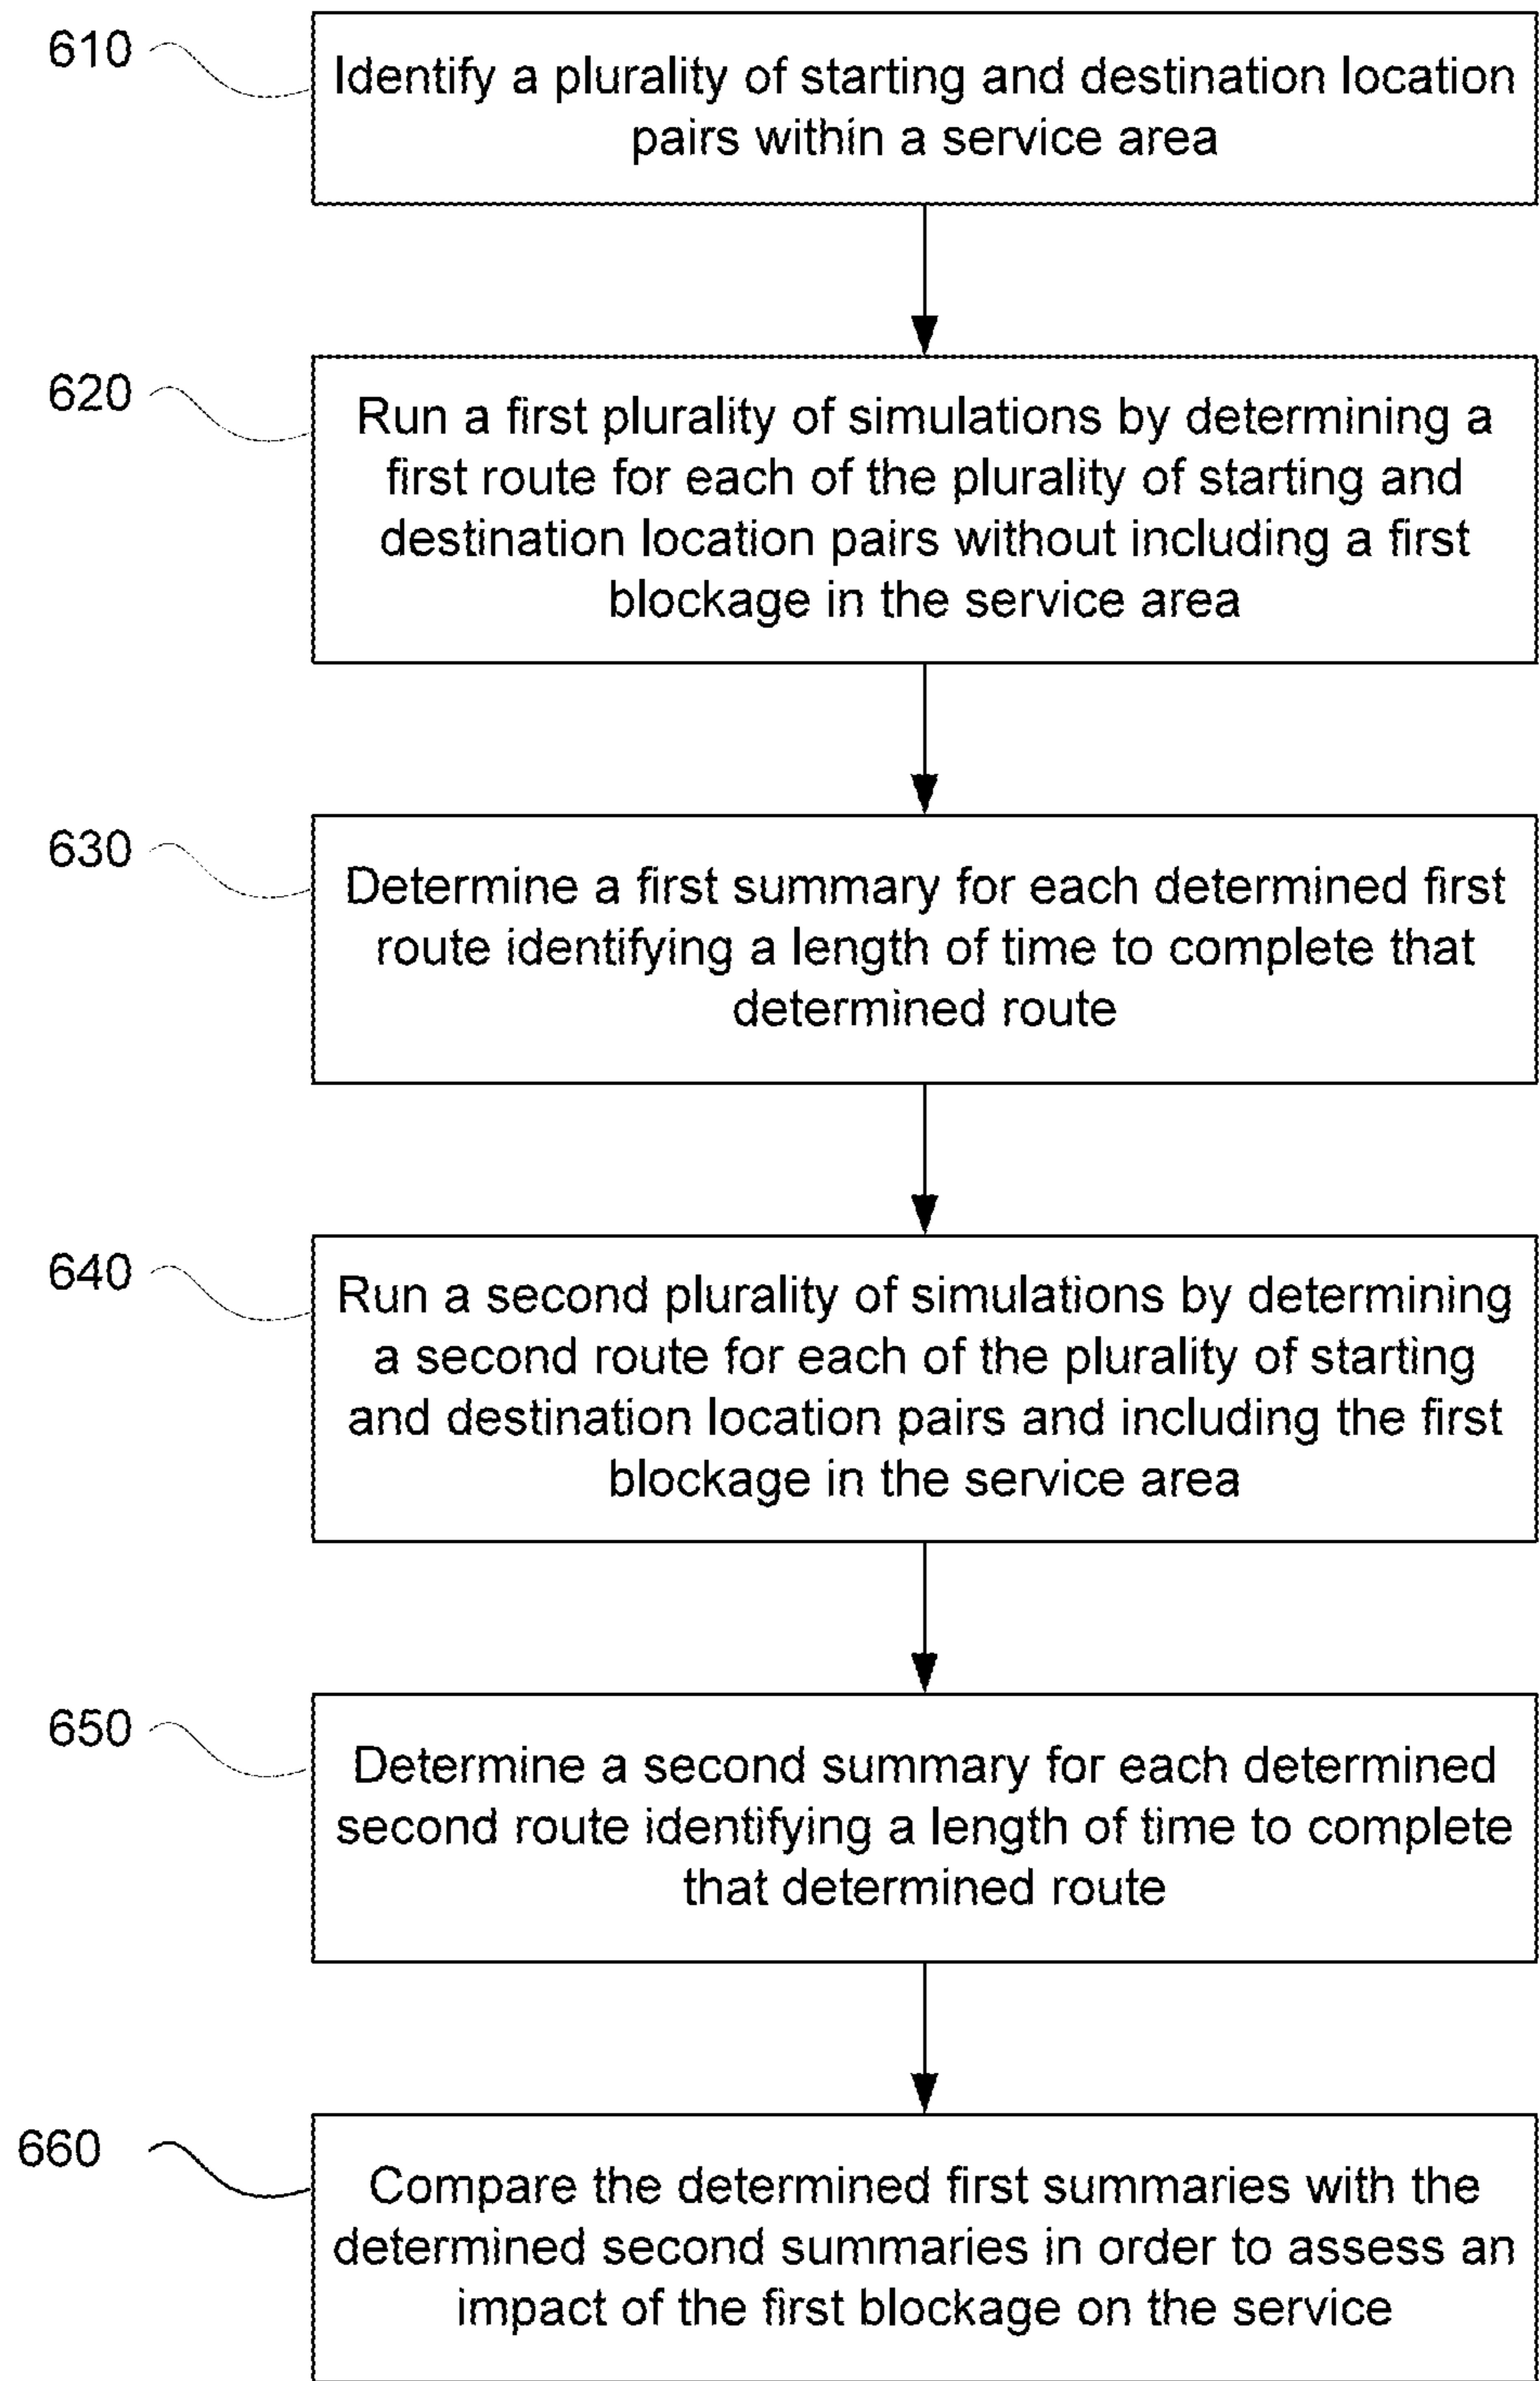 610
Identify a plurality of starting and destination location
pairs within a service area
620
Run a first plurality of simulations by determining a
first route for each of the plurality of starting and
destination location pairs without including a first
blockage in the service area
630
Determine a first summary for each determined first
route identifying a length of time to complete that
determined route
640
Run a second plurality of simulations by determining
a second route for each of the plurality of starting
and destination location pairs and including the first
blockage in the service area
650
Determine a second summary for each determined
second route identifying a length of time to complete
that determined route
660
Compare the determined first summaries with the
determined second summaries in order to assess an
impact of the first blockage on the service